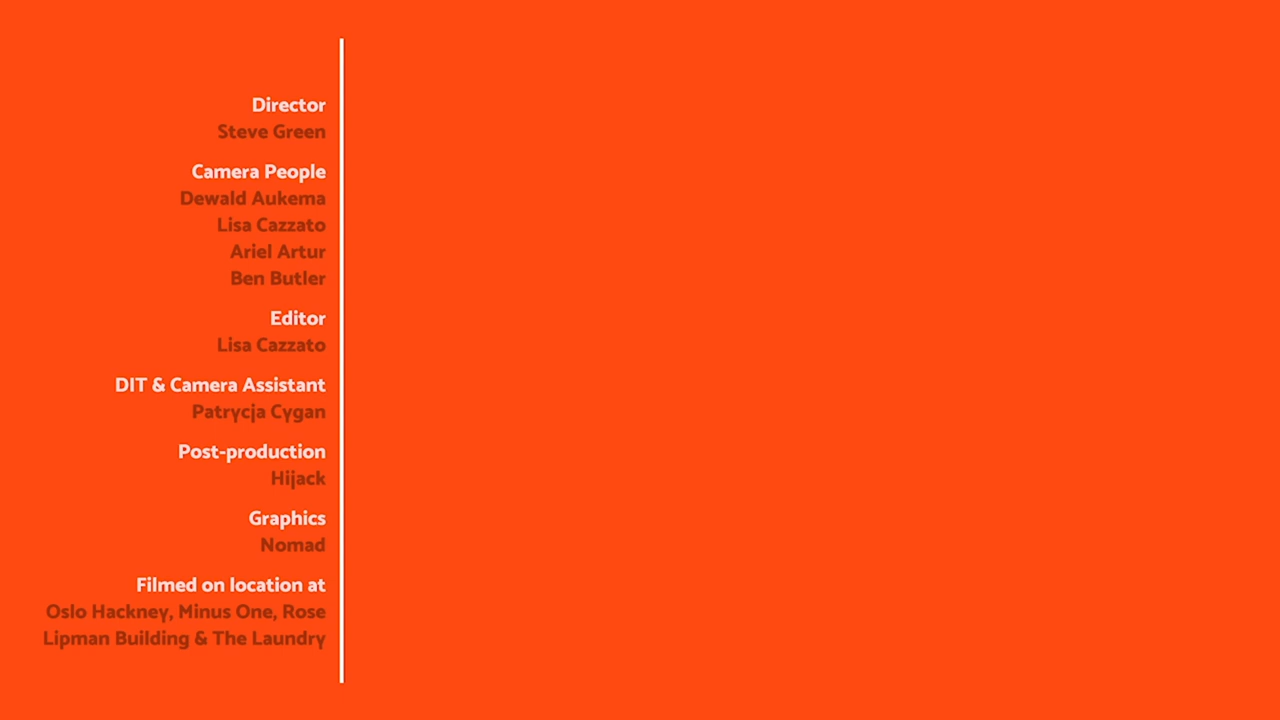 Director
Steve Green
Camera People
Dewald Aukema
Lisa Cazzato
Ariel Artur
Ben Butler
Editor
Lisa Cazzato
DIT & Camera Assistant
Patrycja Cygan
Post-production
Hijack
Graphics
Nomad
Filmed on location at
Oslo Hackney, Minus One, Rose
Lipman Building & The Laundry